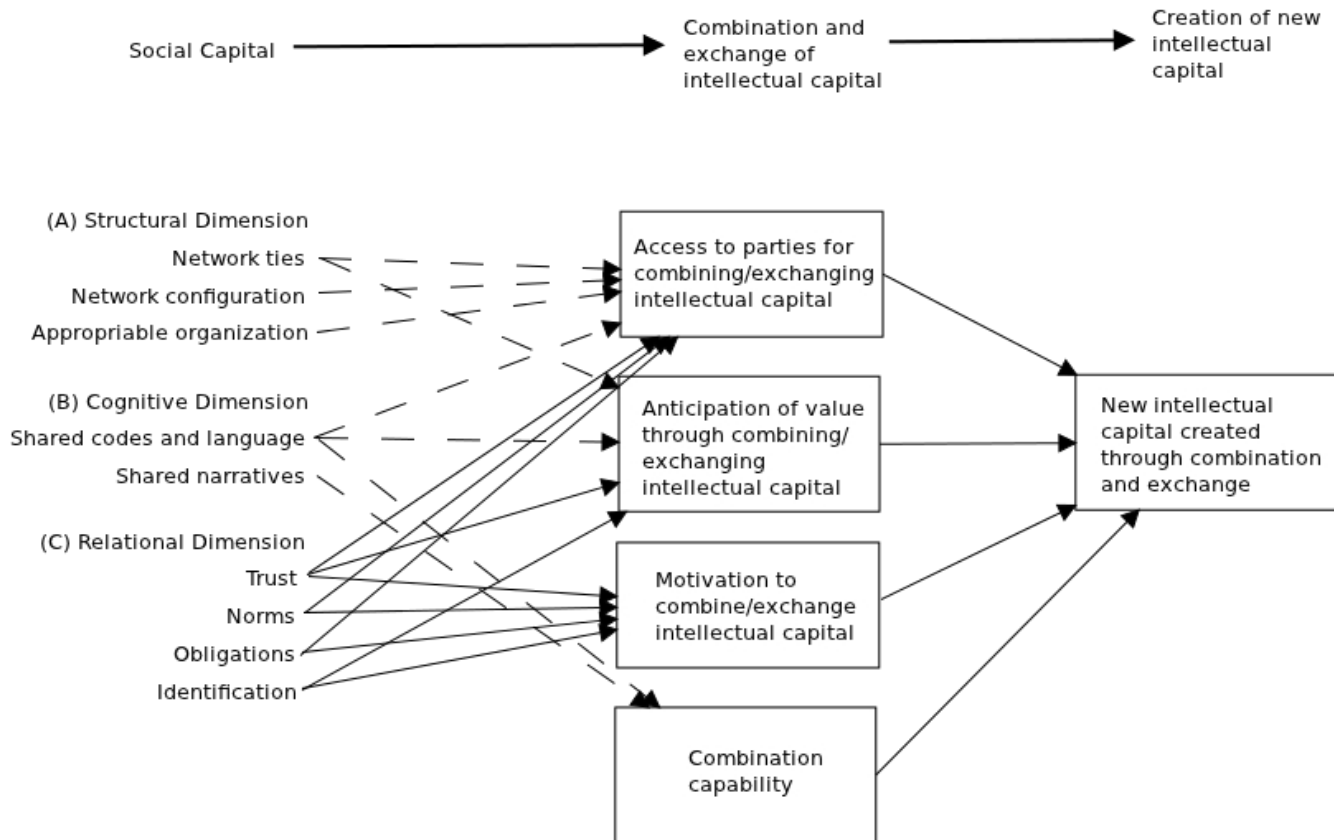 Social Capital
Combination and
exchange of
intellectual capital
Creation of new
intellectual
capital
(A) Structural Dimension
Network ties
Network configuration
Appropriable organization
(B) Cognitive Dimension
Shared codes and language
Shared narratives
(C) Relational Dimension
Trust
Norms
Obligations
Identification
Access to parties for
combining/exchanging
intellectual capital
Anticipation of value
through combining/
exchanging
intellectual capital
Motivation to
combine/exchange
intellectual capital
Combination
capability
New intellectual
capital created
through combination
and exchange